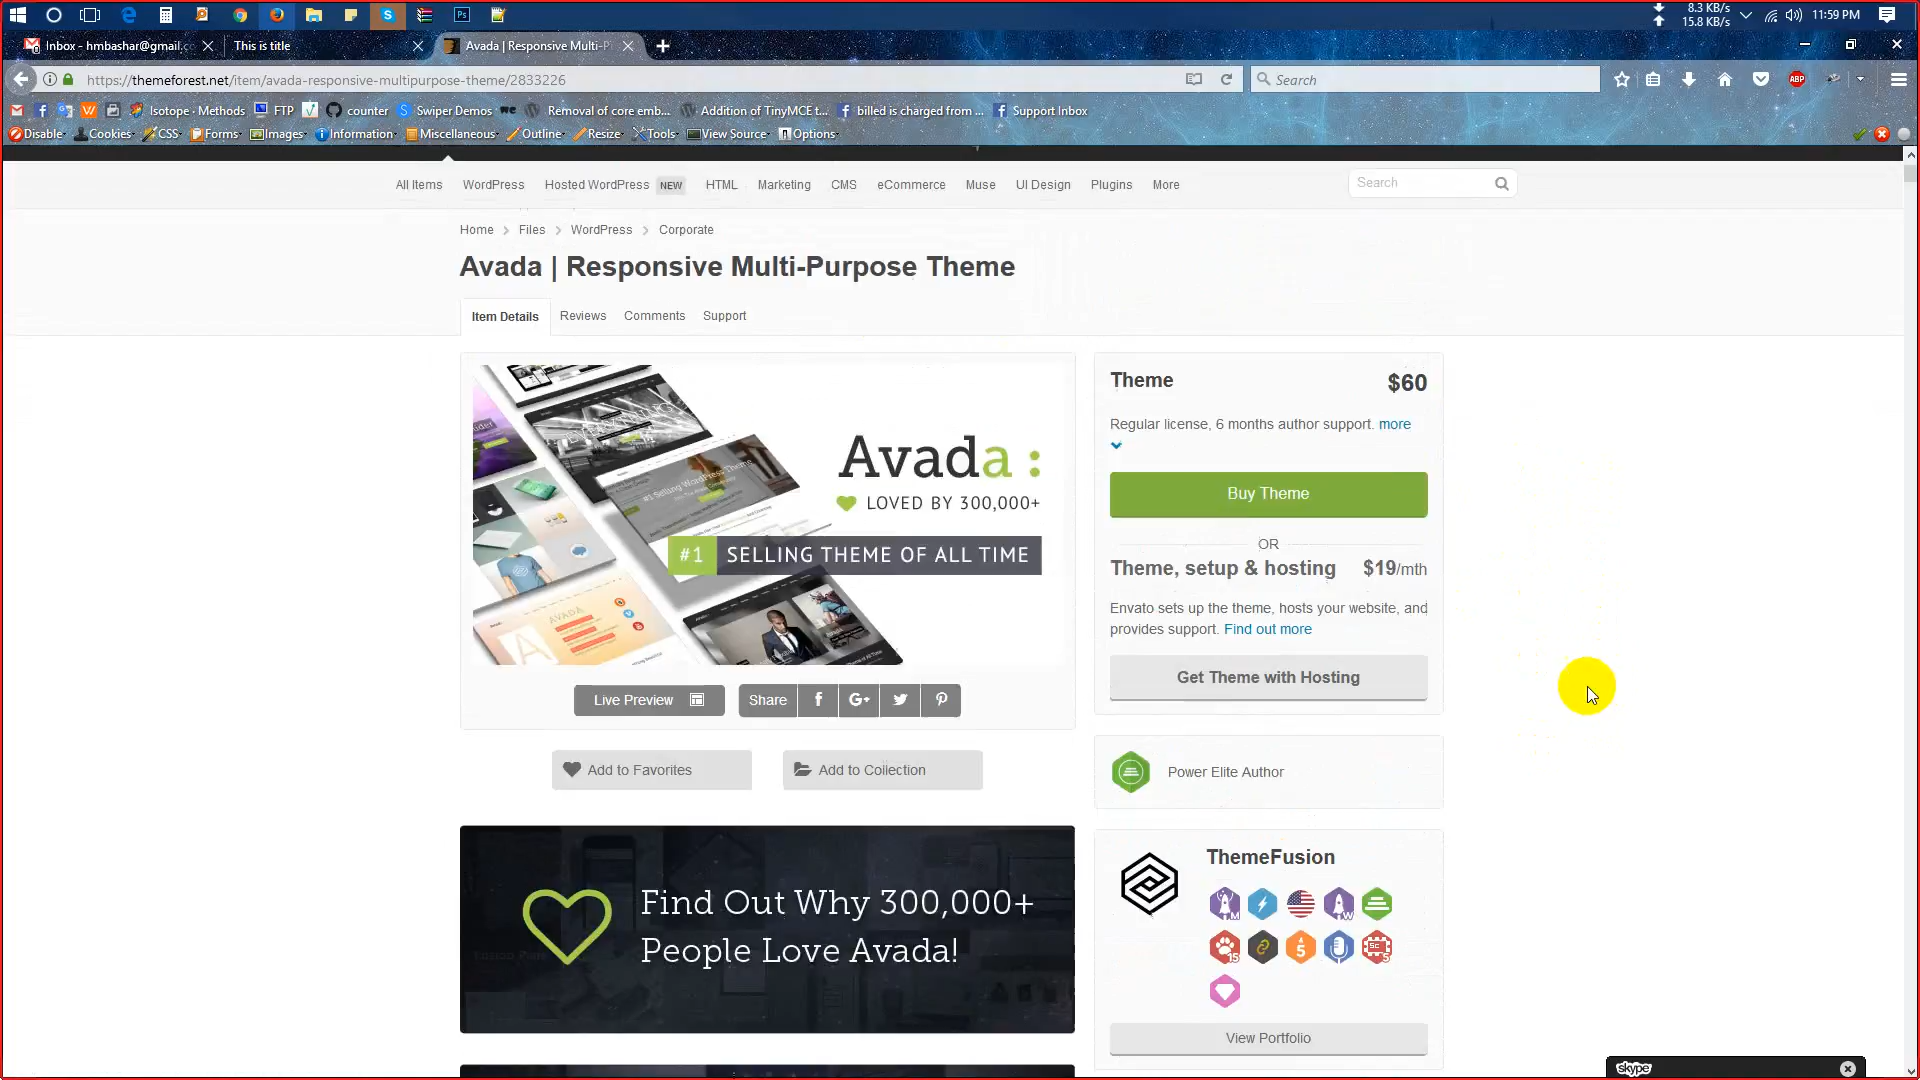 8.3 KB/s
15.8 KB/s
11:59 PM
Inbox - hmbashar@gmail.c
This is title
Avada | Responsive Multi-P
https://themeforest.net/item/avada-responsive-multipurpose-theme/2833226
Search
Isotope · Methods
FTP
counter
Swiper Demos
Removal of core emb...
Addition of TinyMCE t...
billed is charged from ...
Support Inbox
Disable
Cookies
CSS
Forms
Images
Information
Miscellaneous
Outline
Resize
Tools
View Source
Options
All Items
WordPress
Hosted WordPress
NEW
HTML
Marketing
CMS
eCommerce
Muse
UI Design
Plugins
More
Search
Home
Files
WordPress
Corporate
Avada | Responsive Multi-Purpose Theme
Item Details
Reviews
Comments
Support
Avada :
LOVED BY 300,000+
#1 SELLING THEME OF ALL TIME
Live Preview
Share
Add to Favorites
Add to Collection
Find Out Why 300,000+
People Love Avada!
Theme
$60
Regular license, 6 months author support. more
Buy Theme
OR
Theme, setup & hosting
$19/mth
Envato sets up the theme, hosts your website, and
provides support. Find out more
Get Theme with Hosting
Power Elite Author
ThemeFusion
View Portfolio
skype